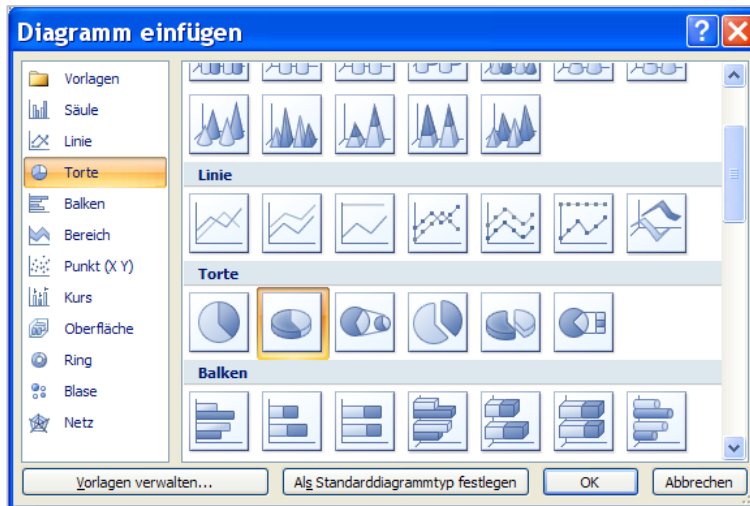 Diagramm einfügen
Vorlagen
Säule
Linie
Torte
Balken
Bereich
Punkt (X Y)
Kurs
Oberfläche
Ring
Blase
Netz
Linie
Torte
Balken
Vorlagen verwalten...
Als Standarddiagrammtyp festlegen
OK
Abbrechen